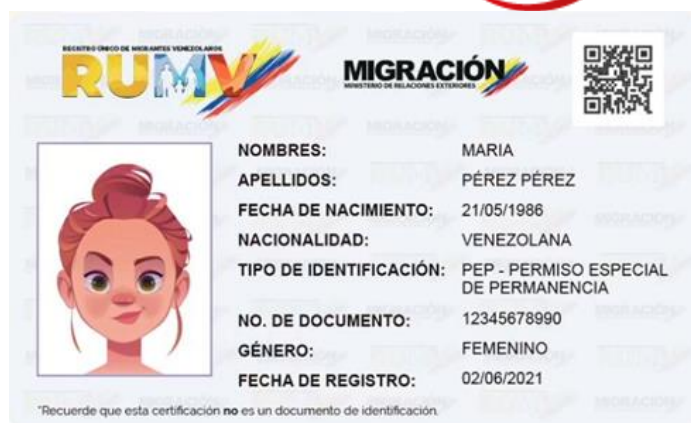 REGISTRO ÚNICO DE MIGRANTES VENEZOLANOS
RUMV
MIGRACIÓN
MINISTERIO DE RELACIONES EXTERIORES
NOMBRES: MARIA
APELLIDOS: PÉREZ PÉREZ
FECHA DE NACIMIENTO: 21/05/1986
NACIONALIDAD: VENEZOLANA
TIPO DE IDENTIFICACIÓN: PEP - PERMISO ESPECIAL
DE PERMANENCIA
NO. DE DOCUMENTO: 12345678990
GÉNERO: FEMENINO
FECHA DE REGISTRO: 02/06/2021
*Recuerde que esta certificación no es un documento de identificación.